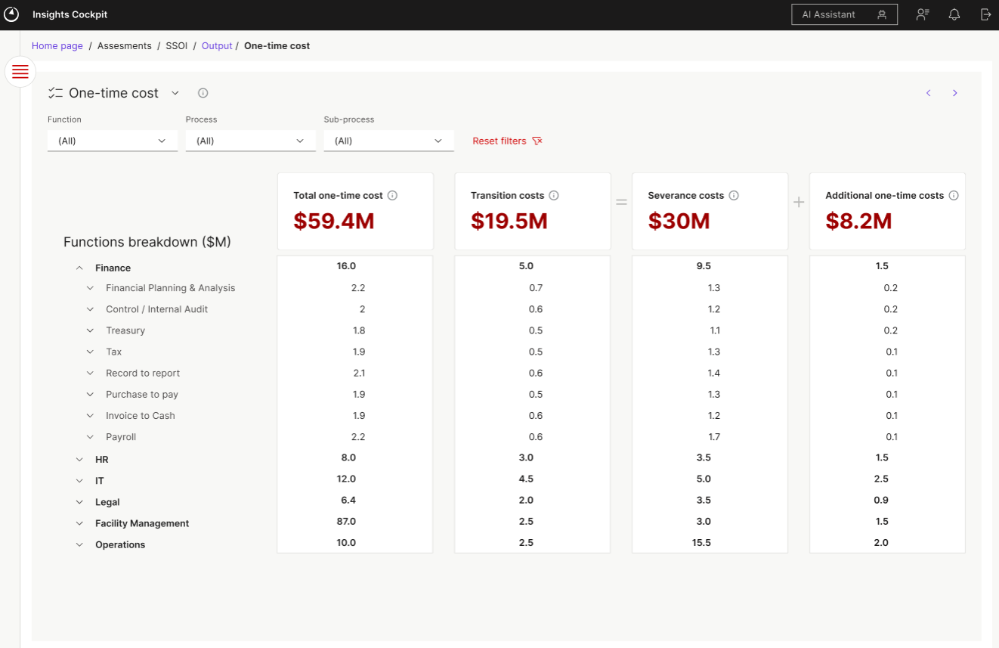 Insights Cockpit
AI Assistant
Home page / Assesments / SSOI / Output / One-time cost
One-time cost
Function Process Sub-process
(All) (All) (All) Reset filters
Total one-time cost Transition costs Severance costs Additional one-time costs
$59.4M $19.5M = $30M + $8.2M
Functions breakdown ($M)
Finance 16.0 5.0 9.5 1.5
Financial Planning & Analysis 2.2 0.7 1.3 0.2
Control / Internal Audit 2 0.6 1.2 0.2
Treasury 1.8 0.5 1.1 0.2
Tax 1.9 0.5 1.3 0.1
Record to report 2.1 0.6 1.4 0.1
Purchase to pay 1.9 0.5 1.3 0.1
Invoice to Cash 1.9 0.6 1.2 0.1
Payroll 2.2 0.6 1.7 0.1
HR 8.0 3.0 3.5 1.5
IT 12.0 4.5 5.0 2.5
Legal 6.4 2.0 3.5 0.9
Facility Management 87.0 2.5 3.0 1.5
Operations 10.0 2.5 15.5 2.0